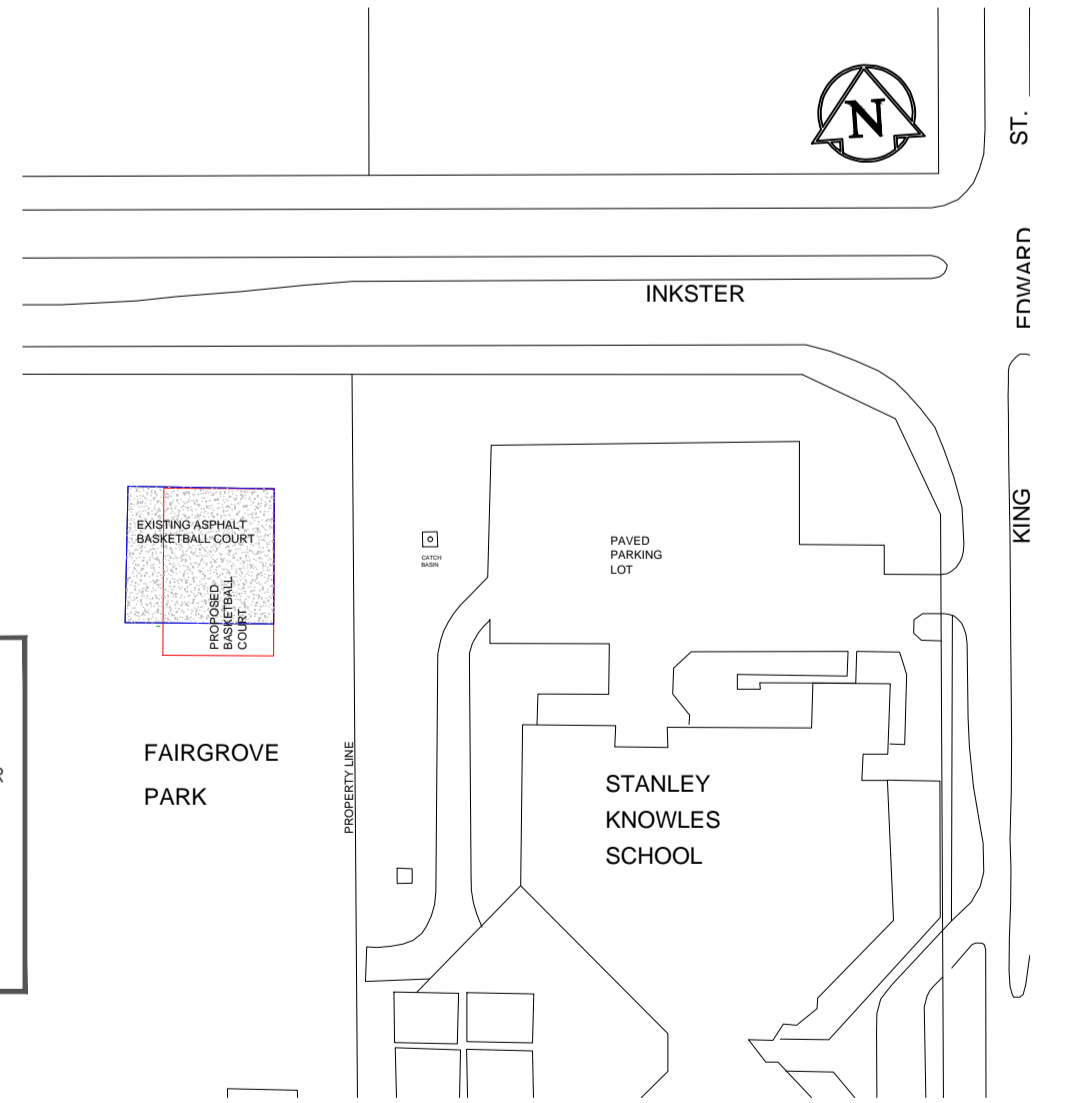 N
ST.
EDWARD
KING
INKSTER
EXISTING ASPHALT
BASKETBALL COURT
PROPOSED
BASKETBALL
COURT
CATCH
BASIN
PAVED
PARKING
LOT
FAIRGROVE
PARK
PROPERTY LINE
STANLEY
KNOWLES
SCHOOL